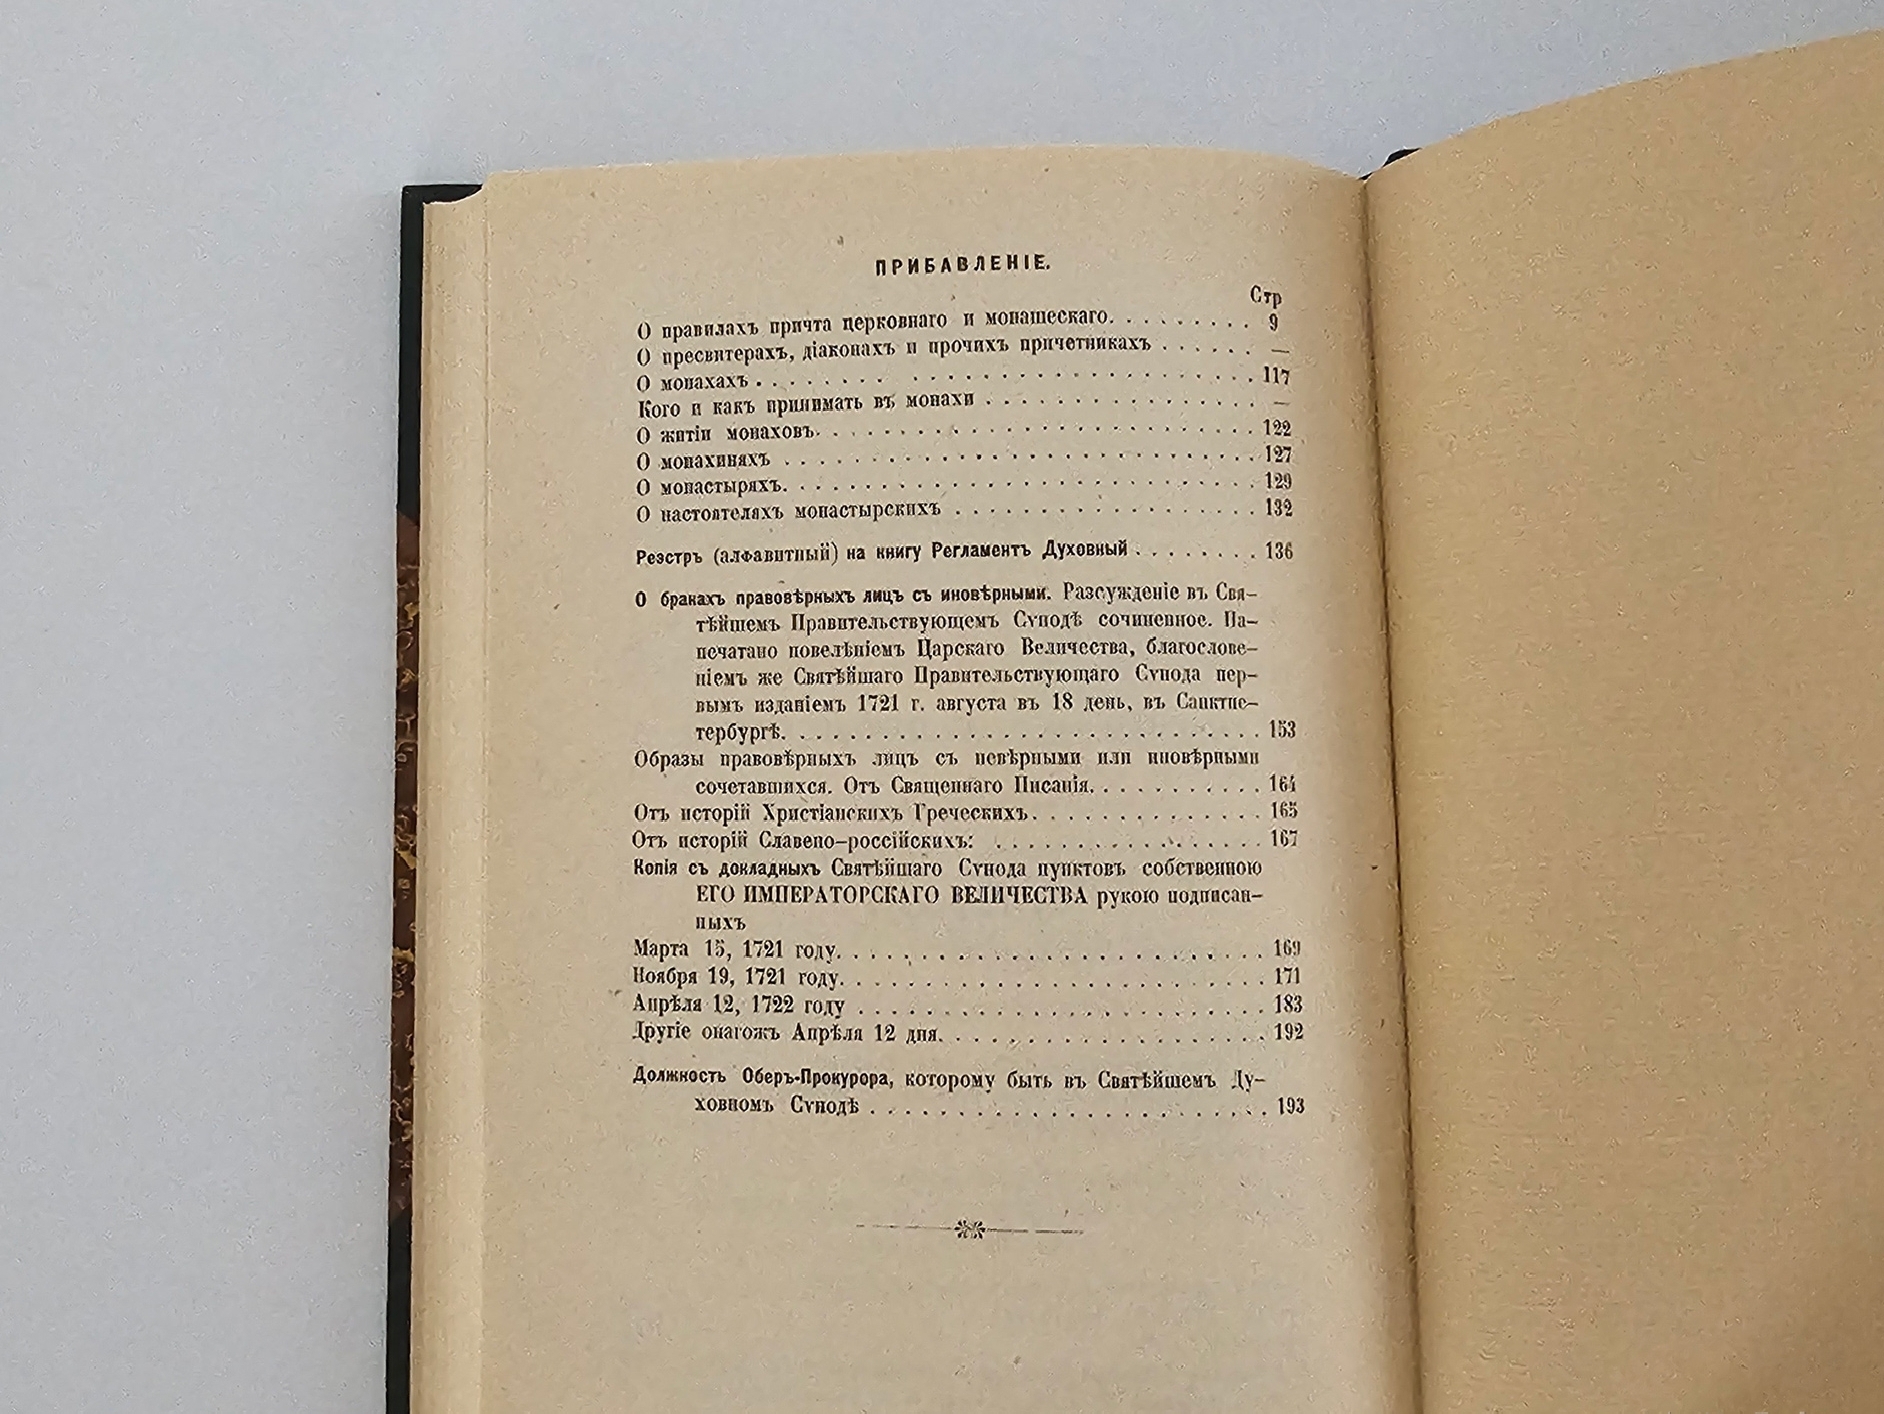 ПРИБАВЛЕНІЕ.
Стр
О правилахъ причта церковнаго и монашескаго. . . . . . . . . 9
О пресвитерахъ, діаконахъ и прочихъ причетникахъ . . . . . . —
О монахахъ . . . . . . . . . . . . . . . . . . . . . . . 117
Кого и какъ принимать въ монахи . . . . . . . . . . . . . . . —
О житіи монаховъ. . . . . . . . . . . . . . . . . . . . . 122
О монахиняхъ . . . . . . . . . . . . . . . . . . . . . . 127
О монастыряхъ. . . . . . . . . . . . . . . . . . . . . . 129
О настоятеляхъ монастырскихъ . . . . . . . . . . . . . . . 132
Реэстръ (алфавитный) на книгу Регламентъ Духовный . . . . . . . . 136
О бракахъ правовѣрныхъ лицъ съ иновѣрными. Разсужденіе въ Свя-
тѣйшемъ Правительствующемъ Сѵнодѣ сочиненное. На-
печатано повелѣніемъ Царскаго Величества, благослове-
ніемъ же Святѣйшаго Правительствующаго Сѵнода пер-
вымъ изданіемъ 1721 г. августа въ 18 день, въ Санктпе-
тербургѣ. . . . . . . . . . . . . . . . . . . . . . . 153
Образы правовѣрныхъ лицъ съ невѣрными или иновѣрными
сочетавшихся. Отъ Священнаго Писанія. . . . . . . . . . . 164
Отъ исторій Христіанскихъ Греческихъ. . . . . . . . . . . . . 165
Отъ исторій Славено-россійскихъ: . . . . . . . . . . . . . . . 167
Копія съ докладныхъ Святѣйшаго Сѵнода пунктовъ собственною
ЕГО ИМПЕРАТОРСКАГО ВЕЛИЧЕСТВА рукою подписан-
ныхъ
Марта 15, 1721 году. . . . . . . . . . . . . . . . . . . . 169
Ноября 19, 1721 году. . . . . . . . . . . . . . . . . . . . 171
Апрѣля 12, 1722 году . . . . . . . . . . . . . . . . . . . 183
Другіе онагожъ Апрѣля 12 дня. . . . . . . . . . . . . . . . 192
Должность Оберъ-Прокурора, которому быть въ Святѣйшемъ Ду-
ховномъ Сѵнодѣ . . . . . . . . . . . . . . . . . . . . 193